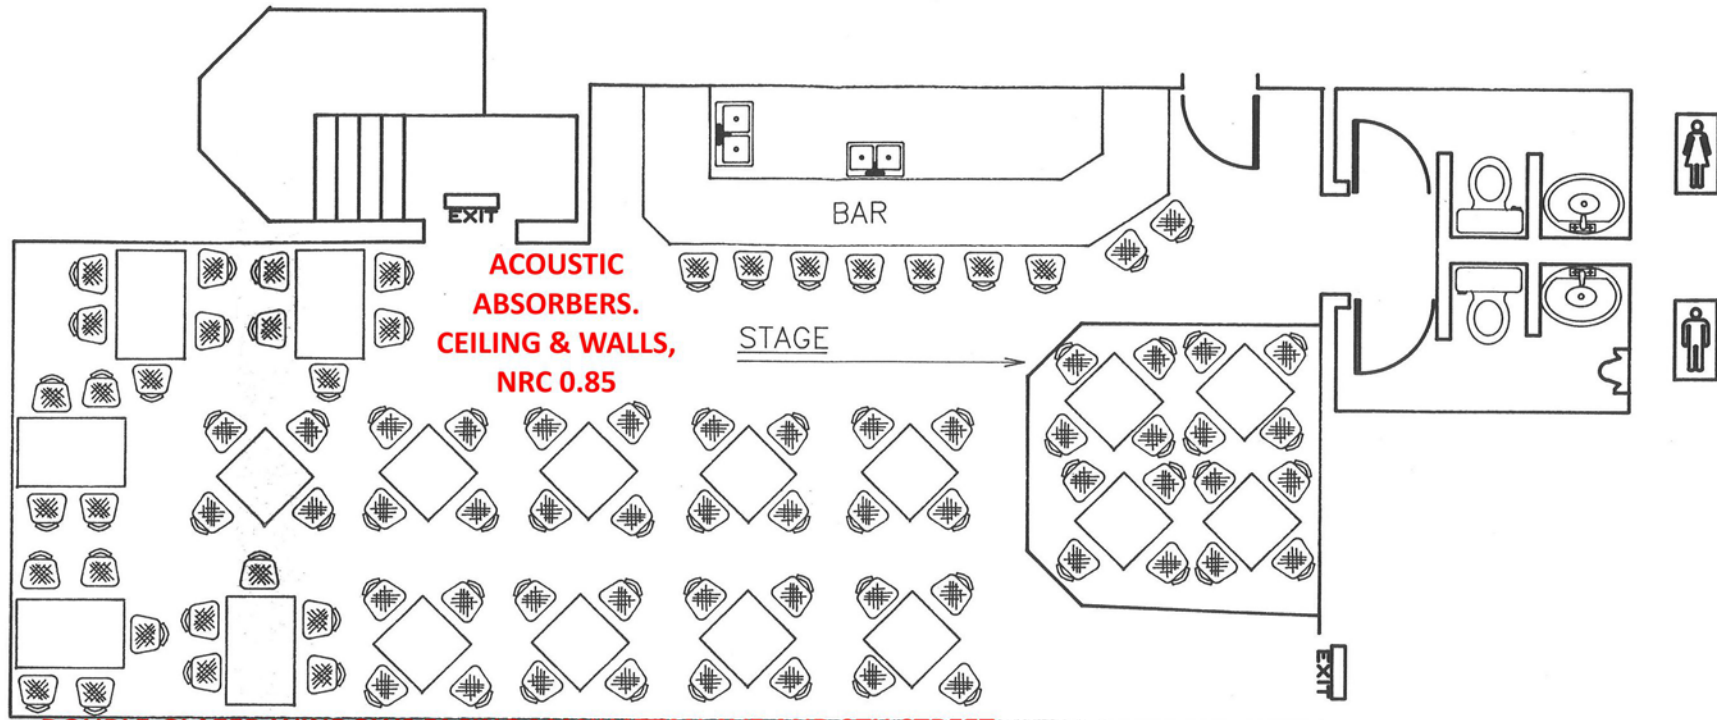 EXIT
BAR
ACOUSTIC
ABSORBERS.
CEILING & WALLS,
NRC 0.85
STAGE
EXIT